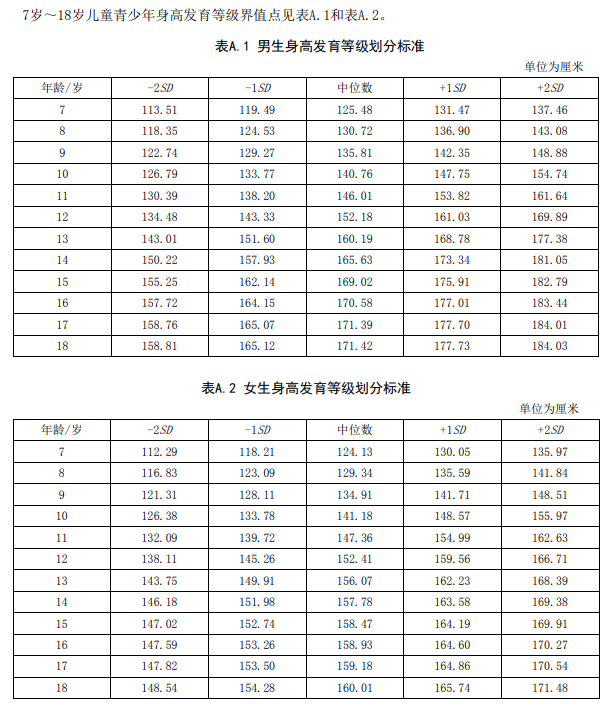 7岁～18岁儿童青少年身高发育等级界值点见表A.1和表A.2。
表A.1 男生身高发育等级划分标准
单位为厘米
年龄/岁 -2SD -1SD 中位数 +1SD +2SD
7 113.51 119.49 125.48 131.47 137.46
8 118.35 124.53 130.72 136.90 143.08
9 122.74 129.27 135.81 142.35 148.88
10 126.79 133.77 140.76 147.75 154.74
11 130.39 138.20 146.01 153.82 161.64
12 134.48 143.33 152.18 161.03 169.89
13 143.01 151.60 160.19 168.78 177.38
14 150.22 157.93 165.63 173.34 181.05
15 155.25 162.14 169.02 175.91 182.79
16 157.72 164.15 170.58 177.01 183.44
17 158.76 165.07 171.39 177.70 184.01
18 158.81 165.12 171.42 177.73 184.03
表A.2 女生身高发育等级划分标准
单位为厘米
年龄/岁 -2SD -1SD 中位数 +1SD +2SD
7 112.29 118.21 124.13 130.05 135.97
8 116.83 123.09 129.34 135.59 141.84
9 121.31 128.11 134.91 141.71 148.51
10 126.38 133.78 141.18 148.57 155.97
11 132.09 139.72 147.36 154.99 162.63
12 138.11 145.26 152.41 159.56 166.71
13 143.75 149.91 156.07 162.23 168.39
14 146.18 151.98 157.78 163.58 169.38
15 147.02 152.74 158.47 164.19 169.91
16 147.59 153.26 158.93 164.60 170.27
17 147.82 153.50 159.18 164.86 170.54
18 148.54 154.28 160.01 165.74 171.48